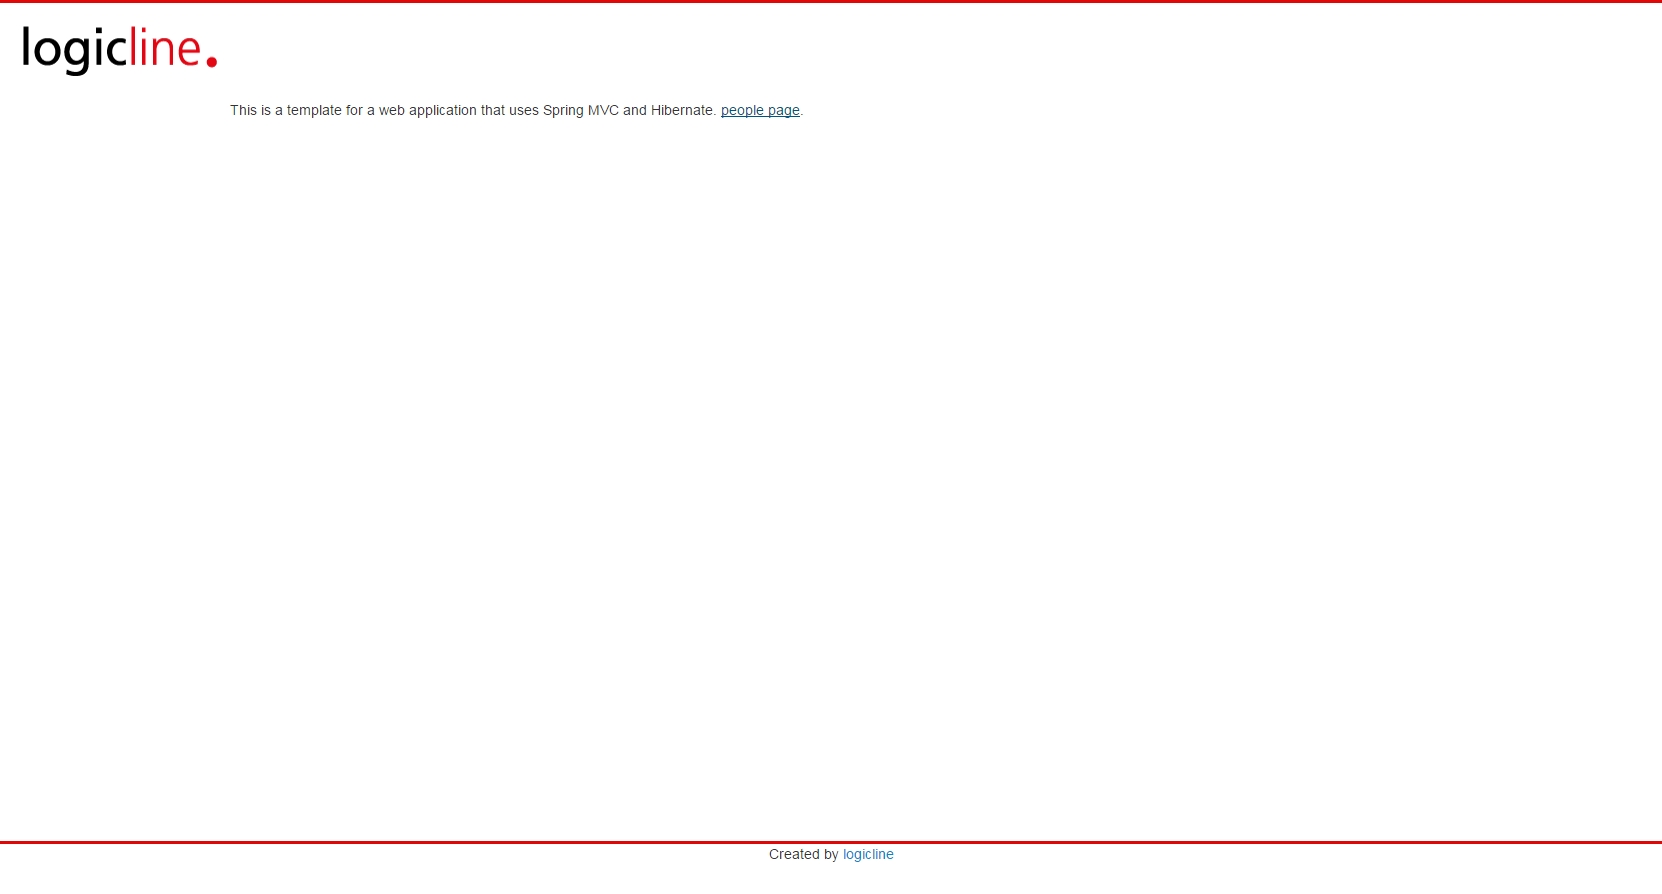 logicline.
This is a template for a web application that uses Spring MVC and Hibernate. people page.
Created by logicline